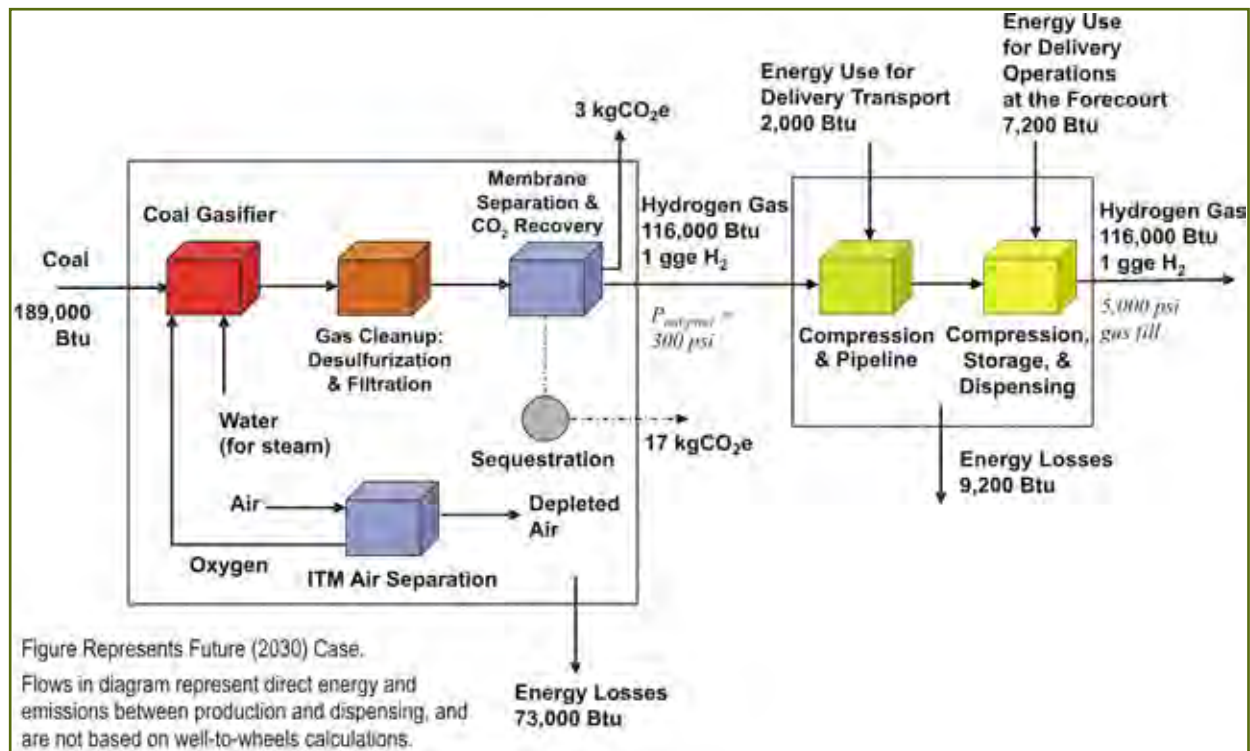 Energy Use
for Delivery
Operations
at the Forecourt
7,200 Btu
Energy Use for
Delivery Transport
2,000 Btu
3 kgCO₂e
Membrane
Separation &
CO₂ Recovery
Coal Gasifier
Hydrogen Gas
116,000 Btu
1 gge H₂
Hydrogen Gas
116,000 Btu
1 gge H₂
Coal
189,000
Btu
Gas Cleanup:
Desulfurization
& Filtration
300 psi
Compression
& Pipeline
Compression,
Storage, &
Dispensing
5,000 psi
gas fill
Water
(for steam)
Sequestration
17 kgCO₂e
Energy Losses
9,200 Btu
Air
Depleted
Air
Oxygen
ITM Air Separation
Energy Losses
73,000 Btu
Figure Represents Future (2030) Case.
Flows in diagram represent direct energy and
emissions between production and dispensing, and
are not based on well-to-wheels calculations.